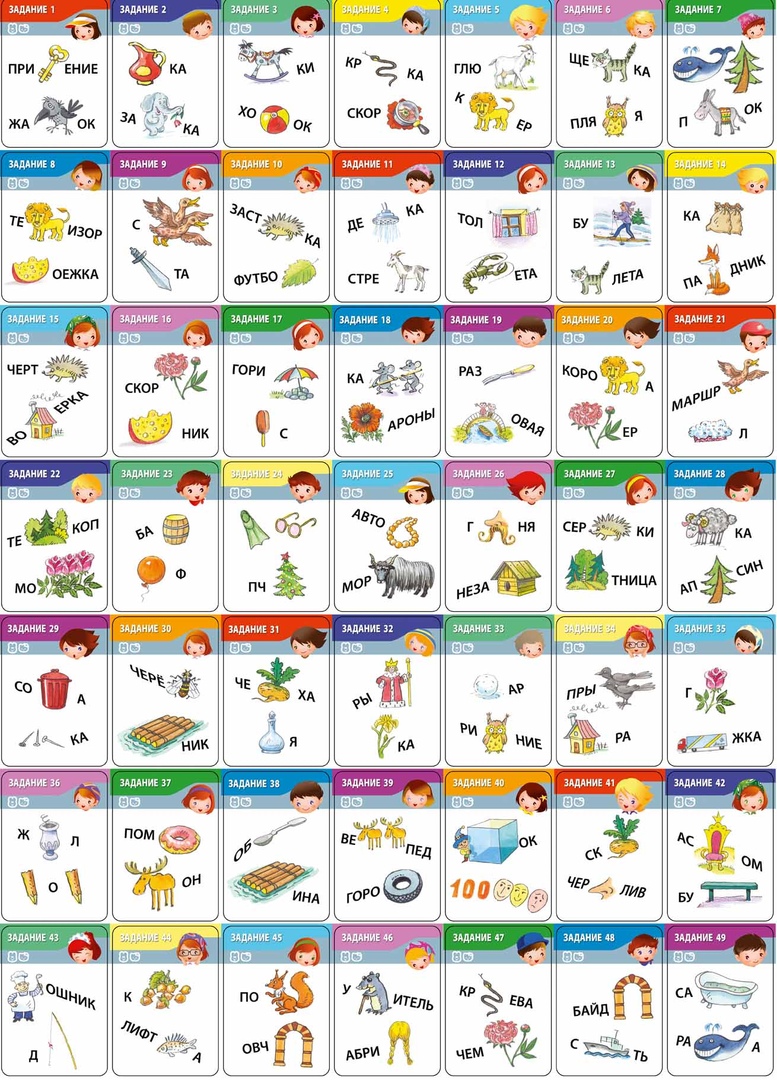 ЗАДАНИЕ 1
ПРИ ЕНИЕ
ЖА ОК
ЗАДАНИЕ 2
КА
ЗА КА
ЗАДАНИЕ 3
КИ
ХО ОК
ЗАДАНИЕ 4
КР КА
СКОР
ЗАДАНИЕ 5
ГЛЮ
К ЕР
ЗАДАНИЕ 6
ЩЕ КА
ПЛЯ Я
ЗАДАНИЕ 7
П ОК
ЗАДАНИЕ 8
ТЕ ИЗОР
ОЕЖКА
ЗАДАНИЕ 9
С
ТА
ЗАДАНИЕ 10
ЗАСТ КА
ФУТБО
ЗАДАНИЕ 11
ДЕ КА
СТРЕ
ЗАДАНИЕ 12
ТОЛ
ЕТА
ЗАДАНИЕ 13
БУ
ЛЕТА
ЗАДАНИЕ 14
КА
ПА ДНИК
ЗАДАНИЕ 15
ЧЕРТ
ВО ЕРКА
ЗАДАНИЕ 16
СКОР
НИК
ЗАДАНИЕ 17
ГОРИ
С
ЗАДАНИЕ 18
КА
АРОНЫ
ЗАДАНИЕ 19
РАЗ
ОВАЯ
ЗАДАНИЕ 20
КОРО А
ЕР
ЗАДАНИЕ 21
МАРШР
Л
ЗАДАНИЕ 22
ТЕ КОП
МО
ЗАДАНИЕ 23
БА
Ф
ЗАДАНИЕ 24
ПЧ
ЗАДАНИЕ 25
АВТО
МОР
ЗАДАНИЕ 26
Г НЯ
НЕЗА
ЗАДАНИЕ 27
СЕР КИ
ТНИЦА
ЗАДАНИЕ 28
КА
АП СИН
ЗАДАНИЕ 29
СО А
КА
ЗАДАНИЕ 30
ЧЕРЁ
НИК
ЗАДАНИЕ 31
ЧЕ ХА
Я
ЗАДАНИЕ 32
РЫ
КА
ЗАДАНИЕ 33
АР
РИ НИЕ
ЗАДАНИЕ 34
ПРЫ
РА
ЗАДАНИЕ 35
Г
ЖКА
ЗАДАНИЕ 36
Ж Л
О
ЗАДАНИЕ 37
ПОМ
ОН
ЗАДАНИЕ 38
ОБ
ИНА
ЗАДАНИЕ 39
ВЕ ПЕД
ГОРО
ЗАДАНИЕ 40
ОК
100
ЗАДАНИЕ 41
СК
ЧЕР ЛИВ
ЗАДАНИЕ 42
АС ОМ
БУ
ЗАДАНИЕ 43
ОШНИК
Д
ЗАДАНИЕ 44
К
ЛИФТ А
ЗАДАНИЕ 45
ПО
ОВЧ
ЗАДАНИЕ 46
У ИТЕЛЬ
АБРИ
ЗАДАНИЕ 47
КР ЕВА
ЧЕМ
ЗАДАНИЕ 48
БАЙД
С ТЬ
ЗАДАНИЕ 49
СА
РА А